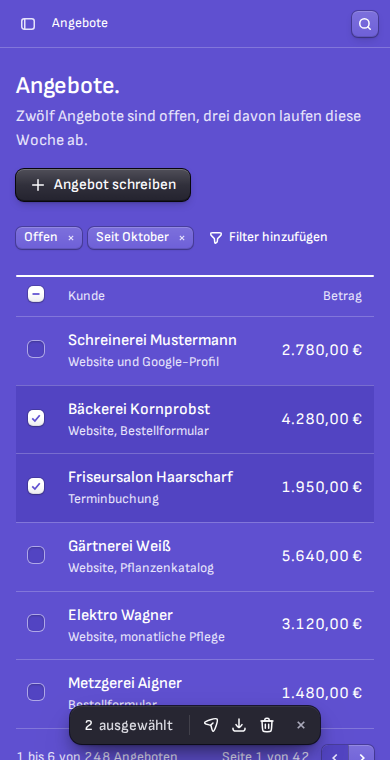 Angebote
Angebote.
Zwölf Angebote sind offen, drei davon laufen diese
Woche ab.
Angebot schreiben
Offen ×
Seit Oktober ×
Filter hinzufügen
Kunde Betrag
Schreinerei Mustermann
Website und Google-Profil
2.780,00 €
Bäckerei Kornprobst
Website, Bestellformular
4.280,00 €
Friseursalon Haarscharf
Terminbuchung
1.950,00 €
Gärtnerei Weiß
Website, Pflanzenkatalog
5.640,00 €
Elektro Wagner
Website, monatliche Pflege
3.120,00 €
Metzgerei Aigner
Bestellformular
1.480,00 €
2 ausgewählt
1 bis 6 von 248 Angeboten
Seite 1 von 42